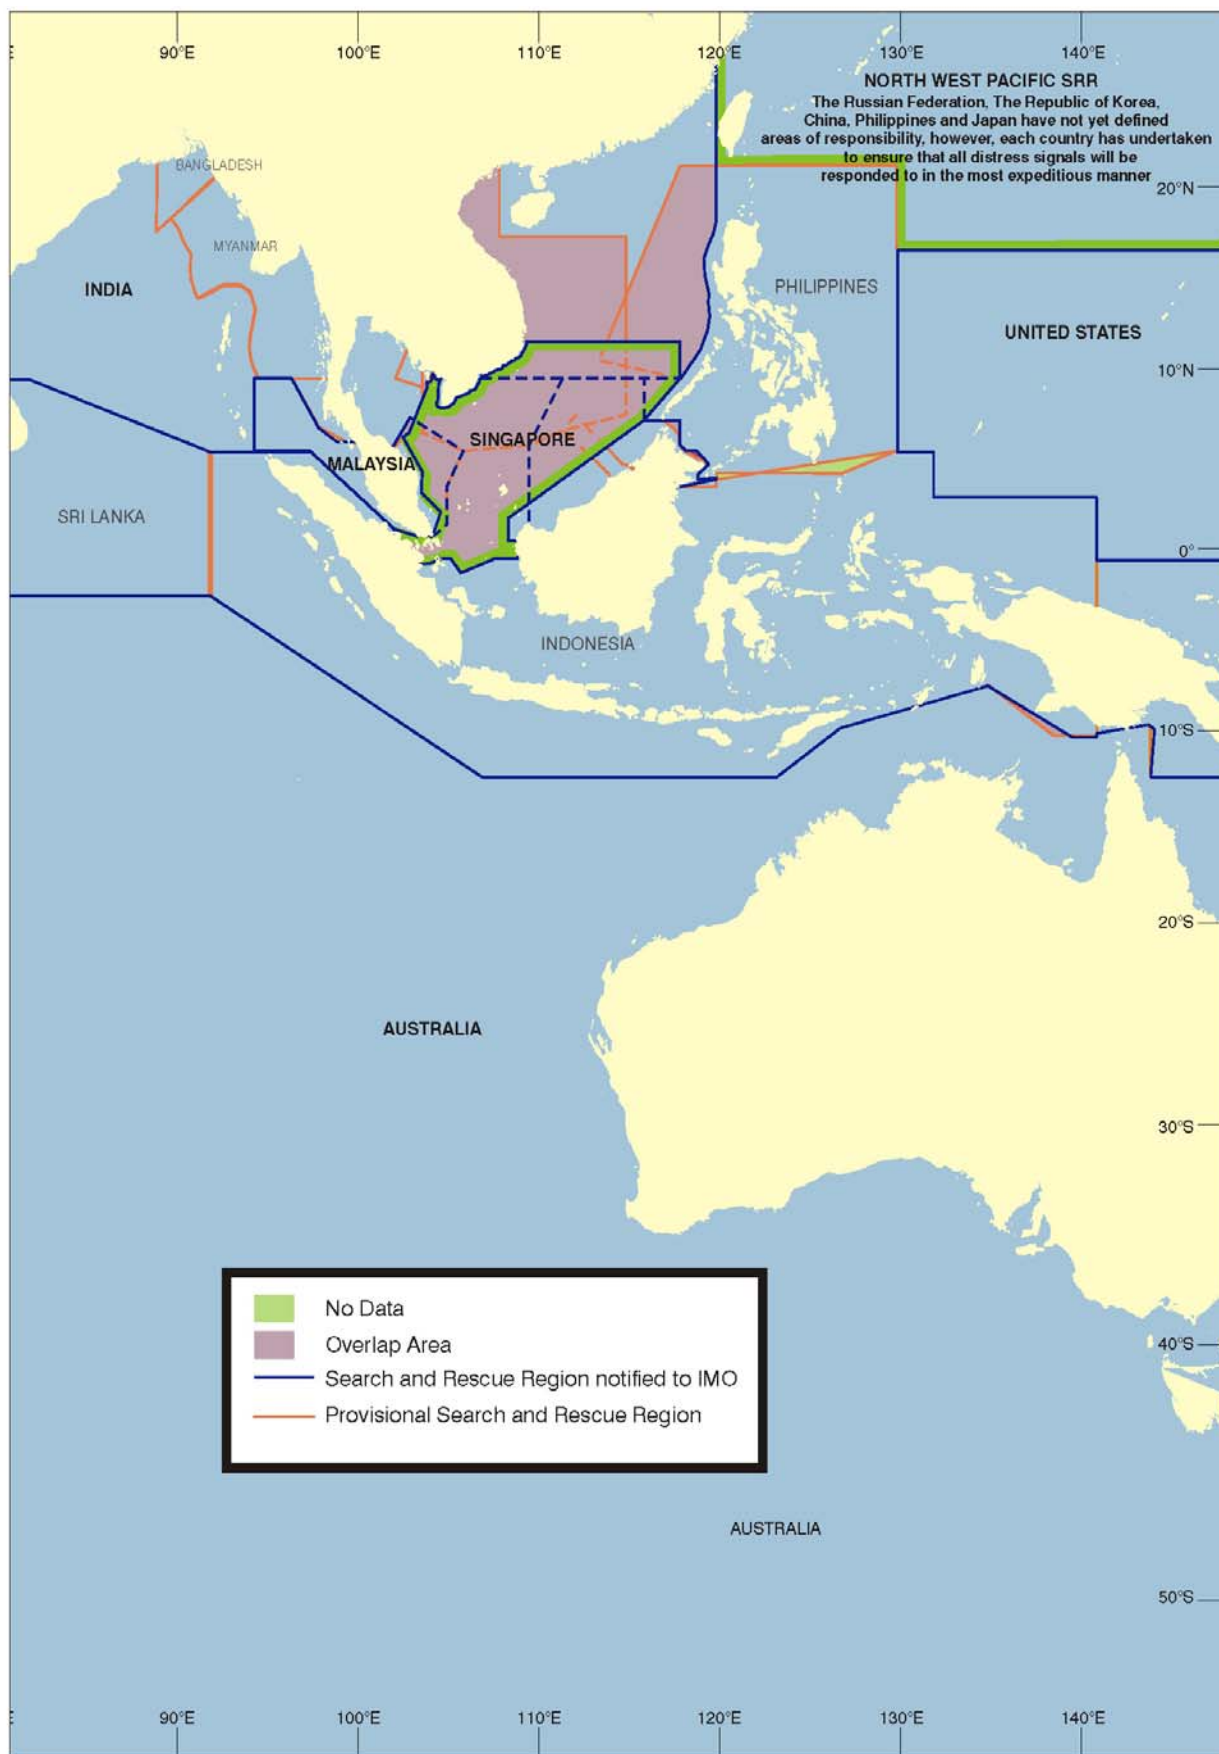 90°E 100°E 110°E 120°E 130°E 140°E
NORTH WEST PACIFIC SRR
The Russian Federation, The Republic of Korea,
China, Philippines and Japan have not yet defined
areas of responsibility, however, each country has undertaken
to ensure that all distress signals will be
responded to in the most expeditious manner
BANGLADESH
20°N
MYANMAR
INDIA
PHILIPPINES
UNITED STATES
10°N
SINGAPORE
MALAYSIA
SRI LANKA
0°
INDONESIA
10°S
20°S
AUSTRALIA
30°S
No Data
Overlap Area
40°S
Search and Rescue Region notified to IMO
Provisional Search and Rescue Region
AUSTRALIA
50°S
90°E 100°E 110°E 120°E 130°E 140°E